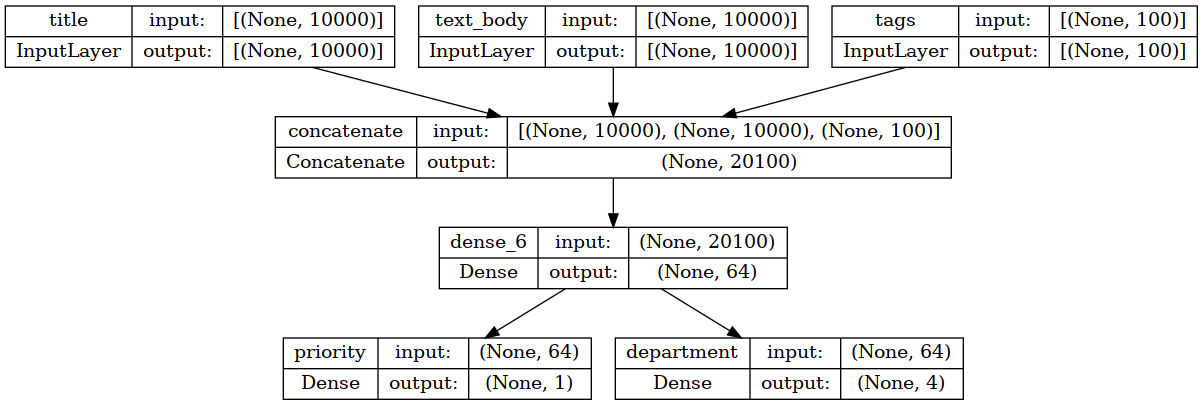 title input: [(None, 10000)]
InputLayer output: [(None, 10000)]
text_body input: [(None, 10000)]
InputLayer output: [(None, 10000)]
tags input: [(None, 100)]
InputLayer output: [(None, 100)]
concatenate input: [(None, 10000), (None, 10000), (None, 100)]
Concatenate output: (None, 20100)
dense_6 input: (None, 20100)
Dense output: (None, 64)
priority input: (None, 64)
Dense output: (None, 1)
department input: (None, 64)
Dense output: (None, 4)